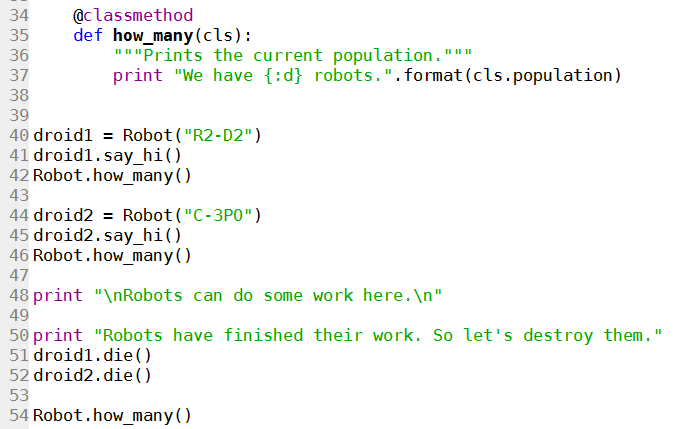 34     @classmethod
35     def how_many(cls):
36         """Prints the current population."""
37         print "We have {:d} robots.".format(cls.population)
38
39
40 droid1 = Robot("R2-D2")
41 droid1.say_hi()
42 Robot.how_many()
43
44 droid2 = Robot("C-3PO")
45 droid2.say_hi()
46 Robot.how_many()
47
48 print "\nRobots can do some work here.\n"
49
50 print "Robots have finished their work. So let's destroy them."
51 droid1.die()
52 droid2.die()
53
54 Robot.how_many()